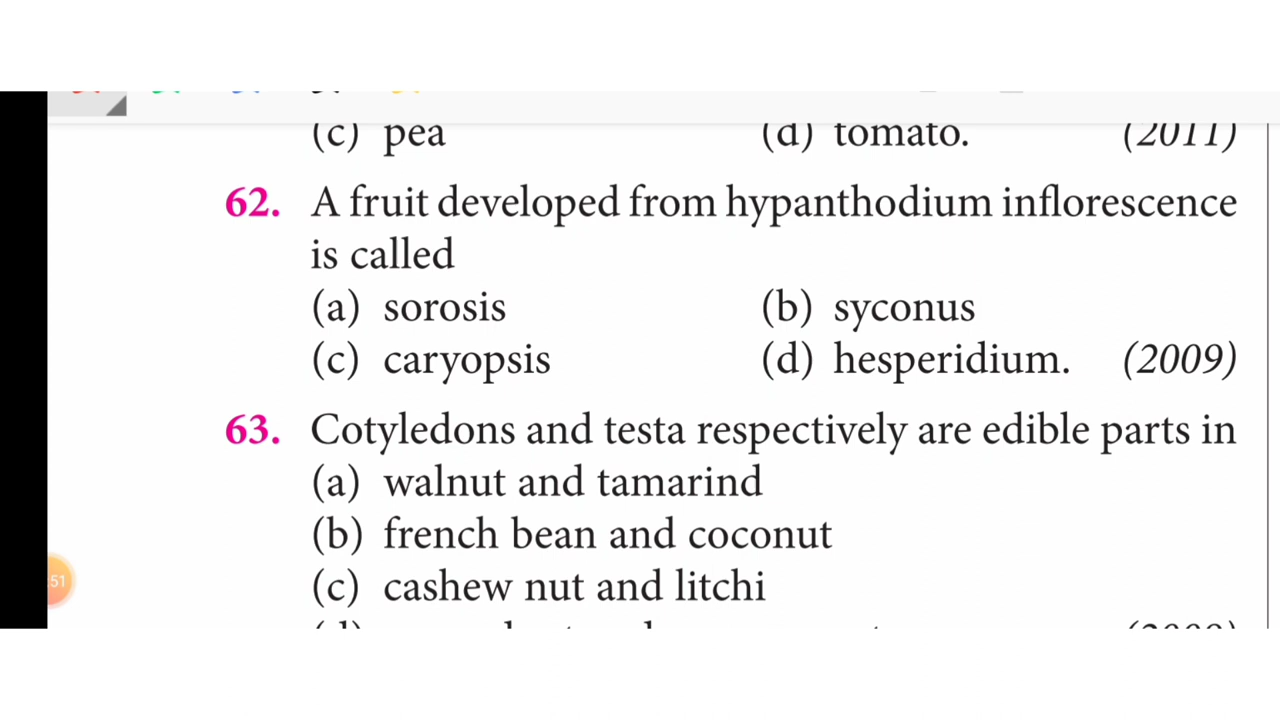 (c) pea (d) tomato. (2011)
62. A fruit developed from hypanthodium inflorescence
is called
(a) sorosis (b) syconus
(c) caryopsis (d) hesperidium. (2009)
63. Cotyledons and testa respectively are edible parts in
(a) walnut and tamarind
(b) french bean and coconut
(c) cashew nut and litchi
51